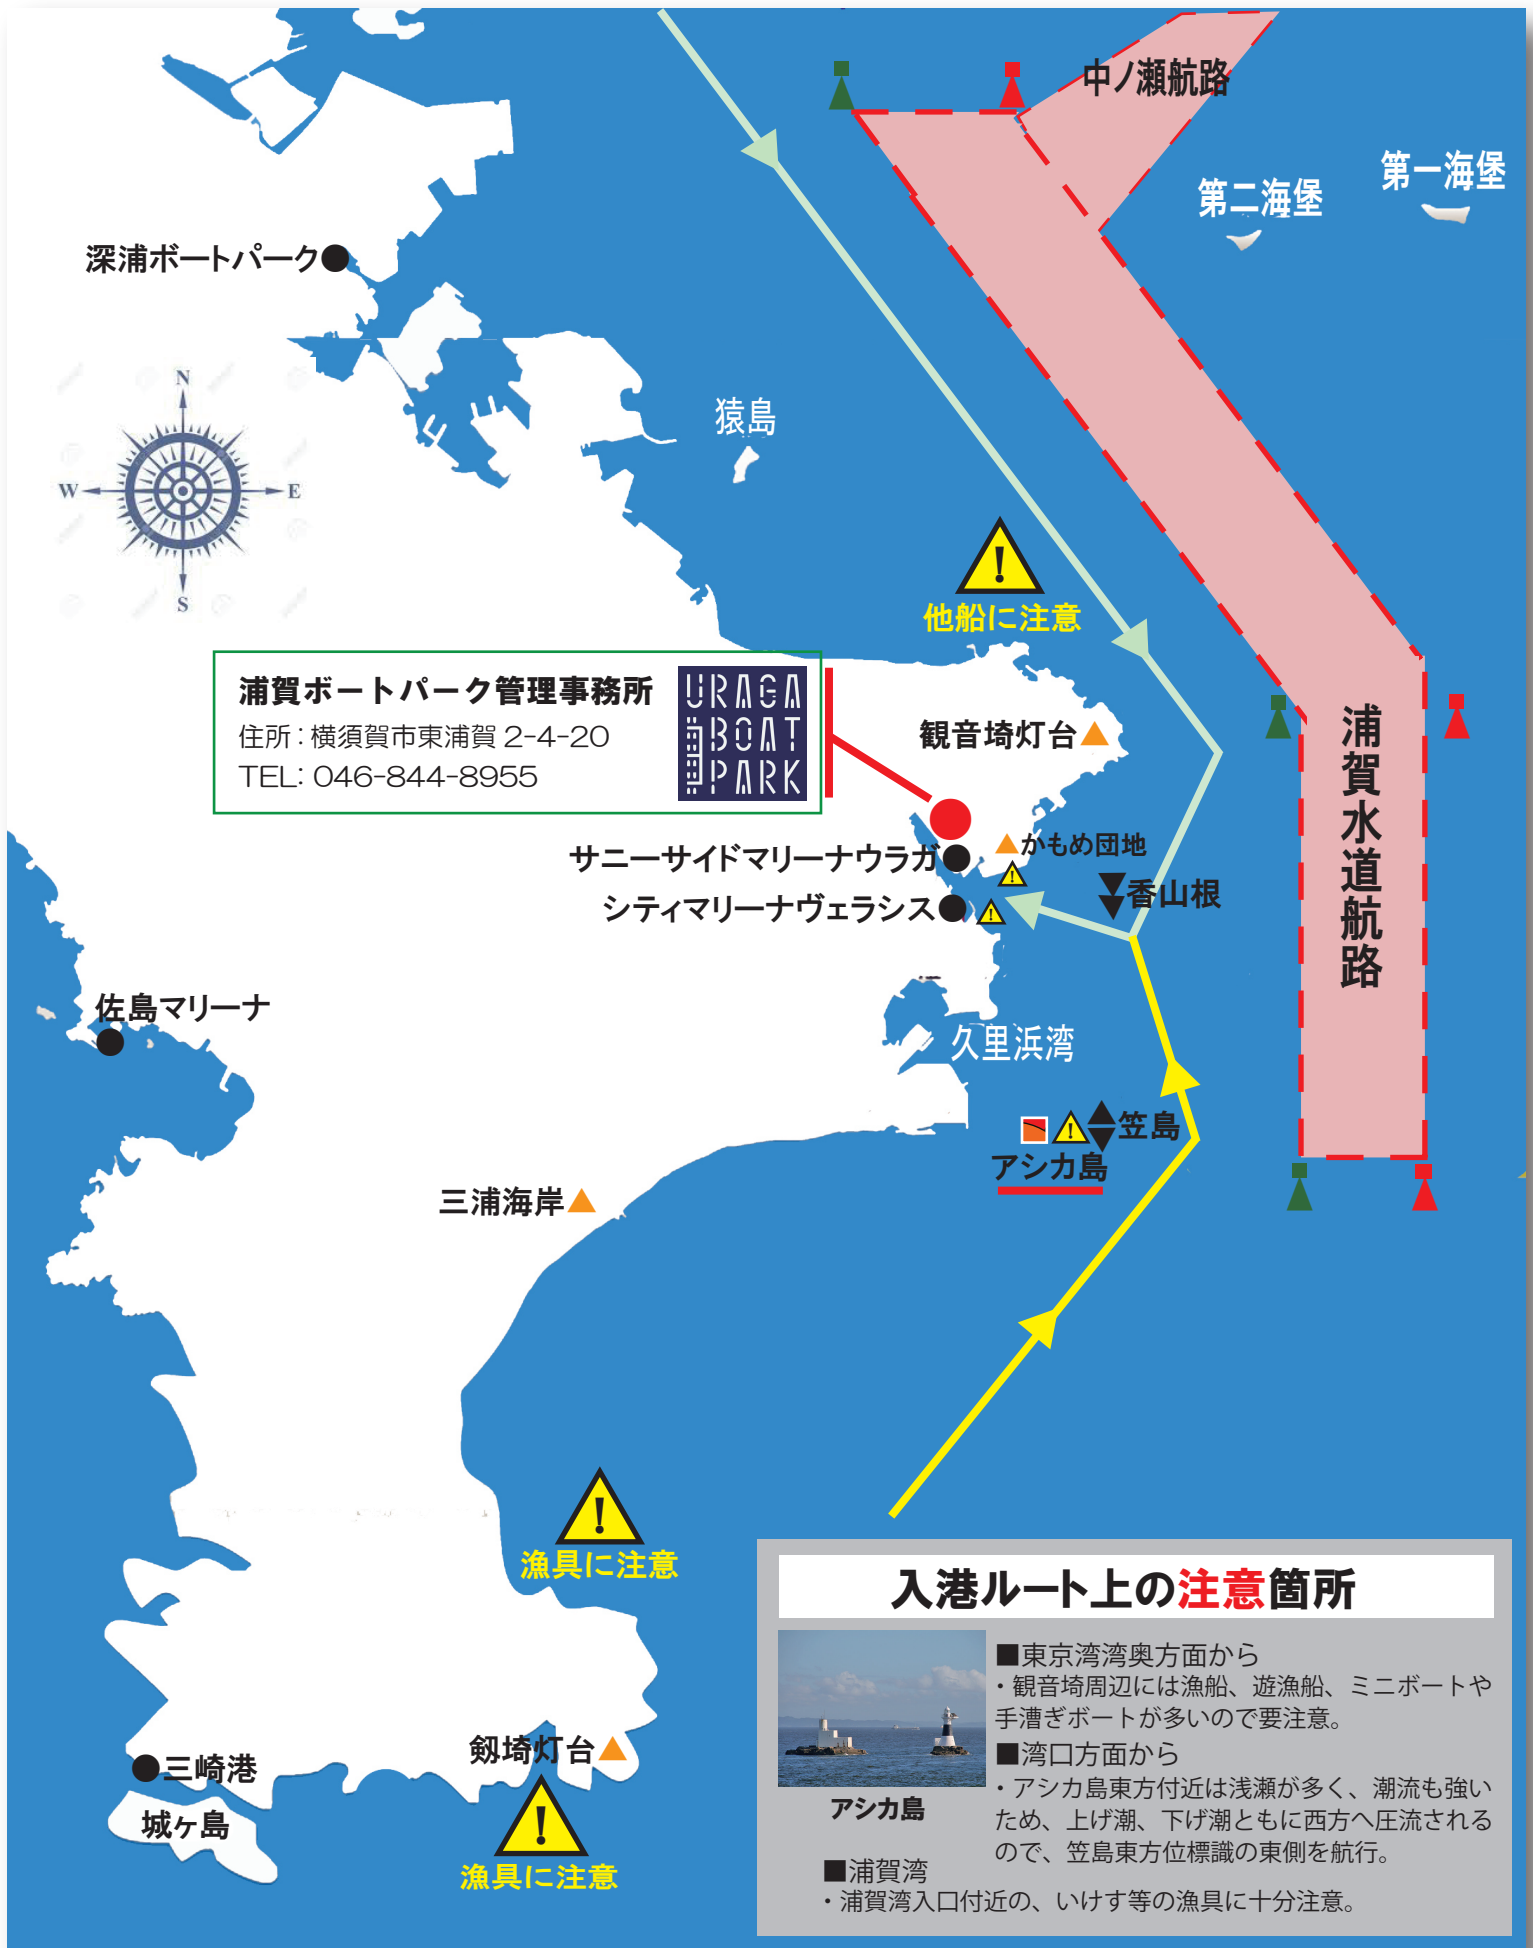 中ノ瀬航路
第一海堡
第二海堡
深浦ボートパーク
猿島
N
W
E
S
!
他船に注意
浦賀ボートパーク管理事務所
住所：横須賀市東浦賀 2-4-20
TEL: 046-844-8955
URAGA
BOAT
PARK
観音埼灯台
浦賀水道航路
サニーサイドマリーナウラガ
かもめ団地
!
シティマリーナヴェラシス
!
香山根
佐島マリーナ
久里浜湾
!
笠島
アシカ島
三浦海岸
!
漁具に注意
剱埼灯台
三崎港
城ヶ島
!
漁具に注意
入港ルート上の注意箇所
■東京湾湾奥方面から
・観音埼周辺には漁船、遊漁船、ミニボートや
手漕ぎボートが多いので要注意。
■湾口方面から
・アシカ島東方付近は浅瀬が多く、潮流も強い
ため、上げ潮、下げ潮ともに西方へ圧流される
ので、笠島東方位標識の東側を航行。
アシカ島
■浦賀湾
・浦賀湾入口付近の、いけす等の漁具に十分注意。